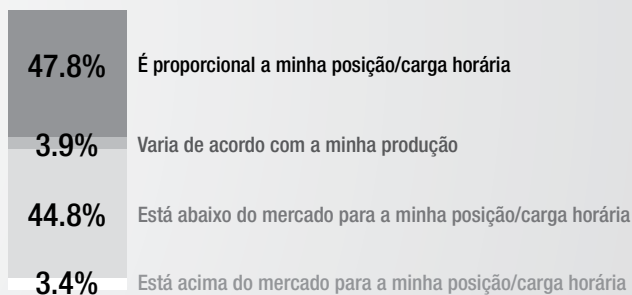 47.8% É proporcional a minha posição/carga horária
3.9% Varia de acordo com a minha produção
44.8% Está abaixo do mercado para a minha posição/carga horária
3.4% Está acima do mercado para a minha posição/carga horária